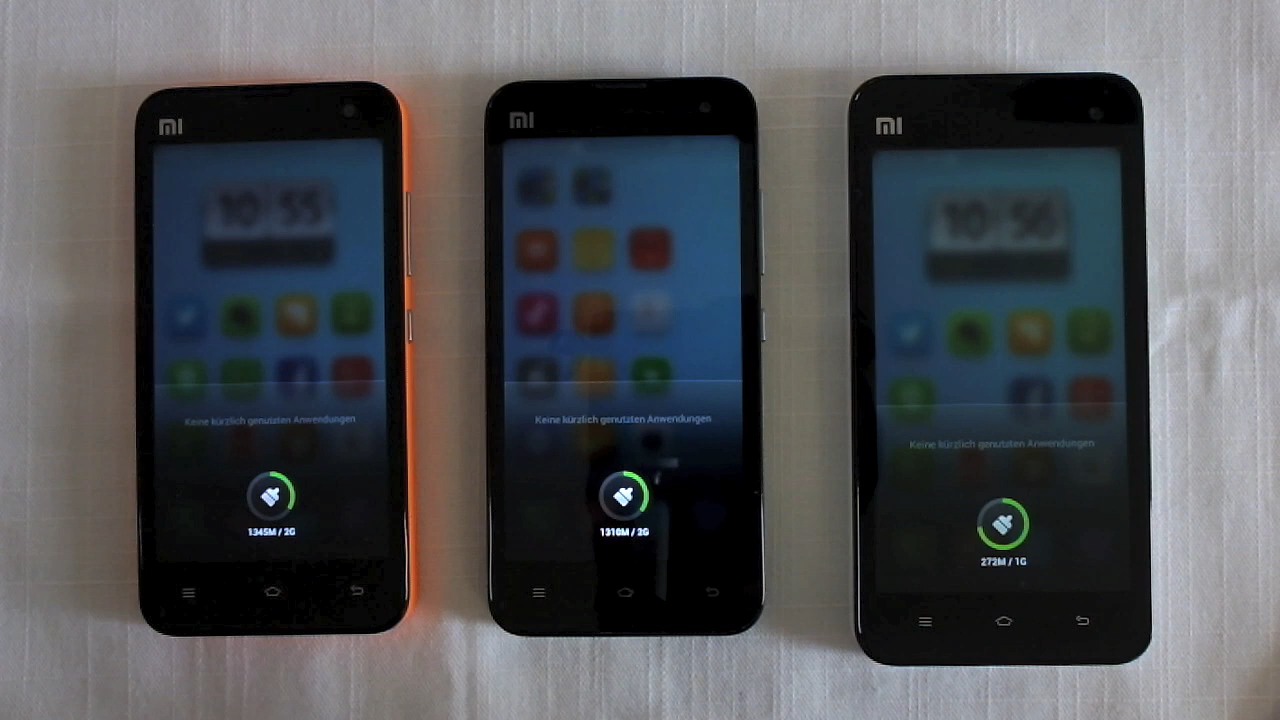 mi
10 55
Keine kürzlich genutzten Anwendungen
1345M / 2G
mi
Keine kürzlich genutzten Anwendungen
1310M / 2G
mi
10 56
Keine kürzlich genutzten Anwendungen
272M / 1G